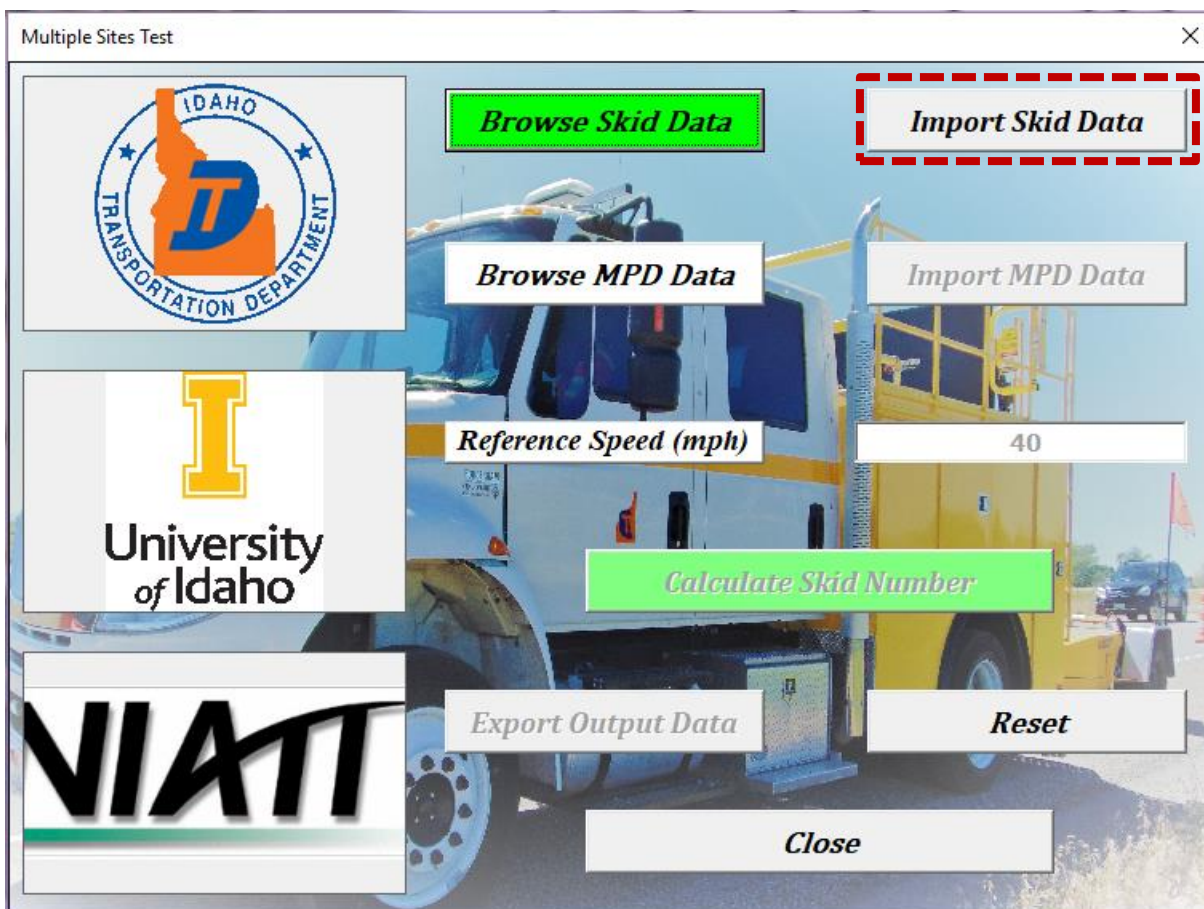 Multiple Sites Test
IDAHO
TRANSPORTATION DEPARTMENT
Browse Skid Data
Import Skid Data
Browse MPD Data
Import MPD Data
University
of Idaho
Reference Speed (mph)
40
Calculate Skid Number
NIATT
Export Output Data
Reset
Close